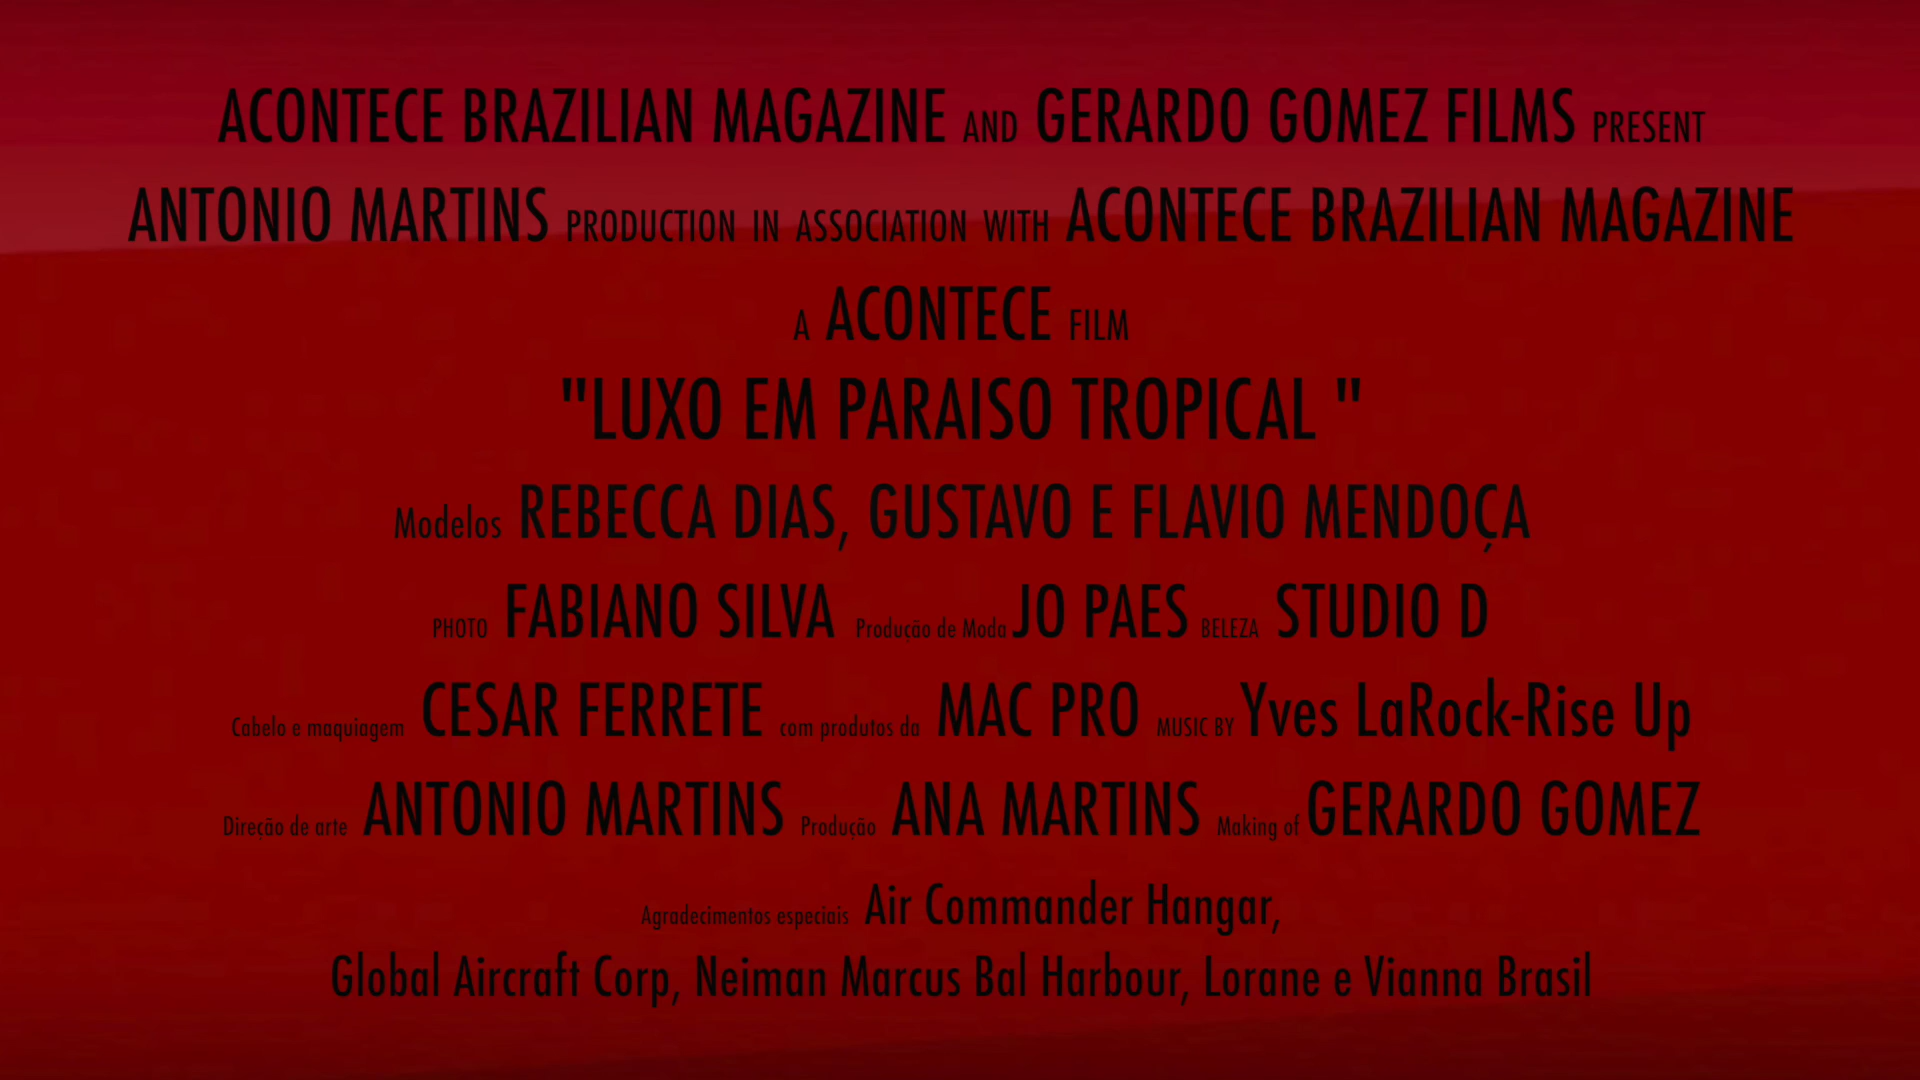 ACONTECE BRAZILIAN MAGAZINE AND GERARDO GOMEZ FILMS PRESENT
ANTONIO MARTINS PRODUCTION IN ASSOCIATION WITH ACONTECE BRAZILIAN MAGAZINE
A ACONTECE FILM
"LUXO EM PARAISO TROPICAL "
Modelos REBECCA DIAS, GUSTAVO E FLAVIO MENDOÇA
PHOTO FABIANO SILVA Produção de Moda JO PAES BELEZA STUDIO D
Cabelo e maquiagem CESAR FERRETE com produtos da MAC PRO MUSIC BY Yves LaRock-Rise Up
Direção de arte ANTONIO MARTINS Produção ANA MARTINS Making of GERARDO GOMEZ
Agradecimentos especiais Air Commander Hangar,
Global Aircraft Corp, Neiman Marcus Bal Harbour, Lorane e Vianna Brasil